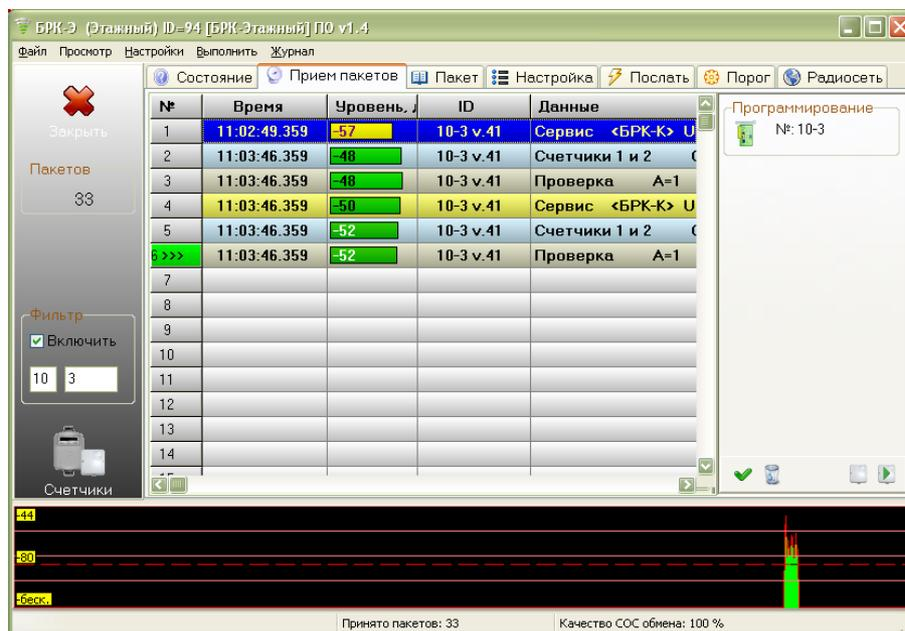 БРК-Э (Этажный) ID=94 [БРК-Этажный] ПО v1.4
Файл Просмотр Настройки Выполнить Журнал
Состояние Прием пакетов Пакет Настройка Послать Порог Радиосеть
Закрыть
Пакетов
33
Фильтр
Включить
10 3
Счетчики
№ Время Уровень, ID Данные
1 11:02:49.359 -57 10-3 v.41 Сервис <БРК-К> U
2 11:03:46.359 -48 10-3 v.41 Счетчики 1 и 2
3 11:03:46.359 -48 10-3 v.41 Проверка A=1
4 11:03:46.359 -50 10-3 v.41 Сервис <БРК-К> U
5 11:03:46.359 -52 10-3 v.41 Счетчики 1 и 2
6 >>> 11:03:46.359 -52 10-3 v.41 Проверка A=1
7
8
9
10
11
12
13
14
Программирование
№: 10-3
-44
-80
-беск.
Принято пакетов: 33 Качество СОС обмена: 100 %